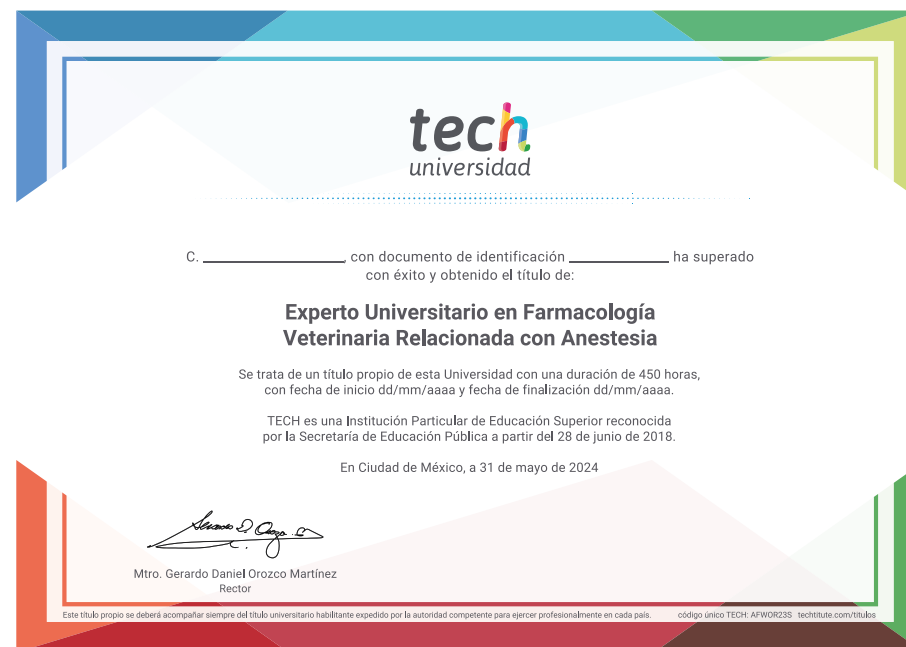 tech
universidad
C. ____________, con documento de identificación ____________ ha superado
con éxito y obtenido el título de:
Experto Universitario en Farmacología
Veterinaria Relacionada con Anestesia
Se trata de un título propio de esta Universidad con una duración de 450 horas,
con fecha de inicio dd/mm/aaaa y fecha de finalización dd/mm/aaaa.
TECH es una Institución Particular de Educación Superior reconocida
por la Secretaría de Educación Pública a partir del 28 de junio de 2018.
En Ciudad de México, a 31 de mayo de 2024
Mtro. Gerardo Daniel Orozco Martínez
Rector
Este título propio se deberá acompañar siempre del título universitario habilitante expedido por la autoridad competente para ejercer profesionalmente en cada país. código único TECH: AFWOR23S techtitute.com/titulos